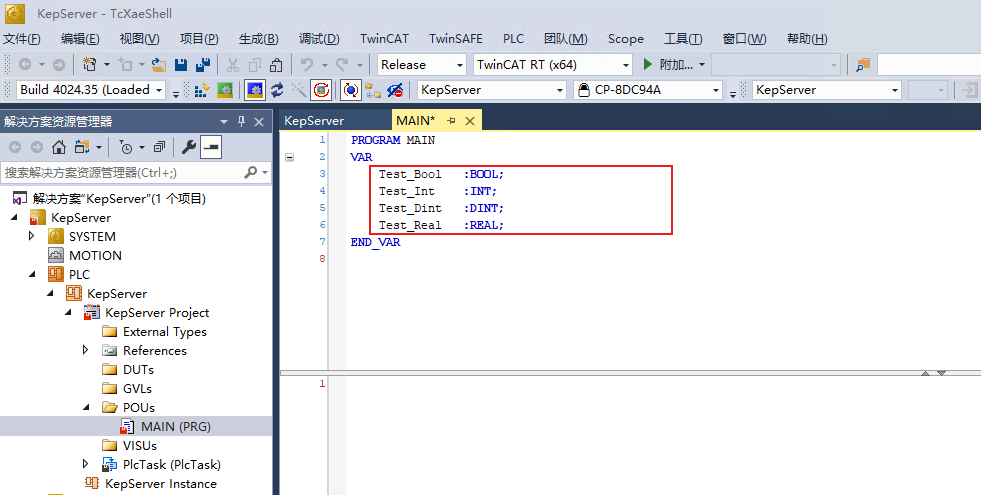 KepServer - TcXaeShell
文件(F) 编辑(E) 视图(V) 项目(P) 生成(B) 调试(D) TwinCAT TwinSAFE PLC 团队(M) Scope 工具(T) 窗口(W) 帮助(H)
Release TwinCAT RT (x64) 附加...
Build 4024.35 (Loaded KepServer CP-8DC94A KepServer
解决方案资源管理器
搜索解决方案资源管理器(Ctrl+;)
解决方案"KepServer"(1 个项目)
KepServer
SYSTEM
MOTION
PLC
KepServer
KepServer Project
External Types
References
DUTs
GVLs
POUs
MAIN (PRG)
VISUs
PlcTask (PlcTask)
KepServer Instance
KepServer MAIN*
1 PROGRAM MAIN
2 VAR
3 Test_Bool :BOOL;
4 Test_Int :INT;
5 Test_Dint :DINT;
6 Test_Real :REAL;
7 END_VAR
8
1